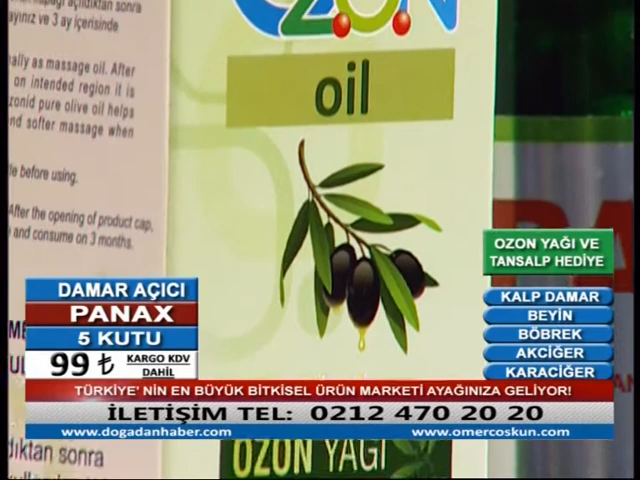 sonra
ayınız ve 3 ay içerisinde
ally as massage oil. After
on intended region it is
zonid pure olive oil helps
nd softer massage when
le before using.
After the opening of product cap,
and consume on 3 months.
OZON
oil
OZON YAĞI VE
TANSALP HEDİYE
KALP DAMAR
BEYİN
BÖBREK
AKCİĞER
KARACİĞER
DAMAR AÇICI
PANAX
5 KUTU
99 ₺ KARGO KDV
DAHİL
TÜRKİYE' NİN EN BÜYÜK BİTKİSEL ÜRÜN MARKETİ AYAĞINIZA GELİYOR!
İLETİŞİM TEL: 0212 470 20 20
www.dogadanhaber.com www.omercoskun.com
dıktan sonra
OZON YAĞI